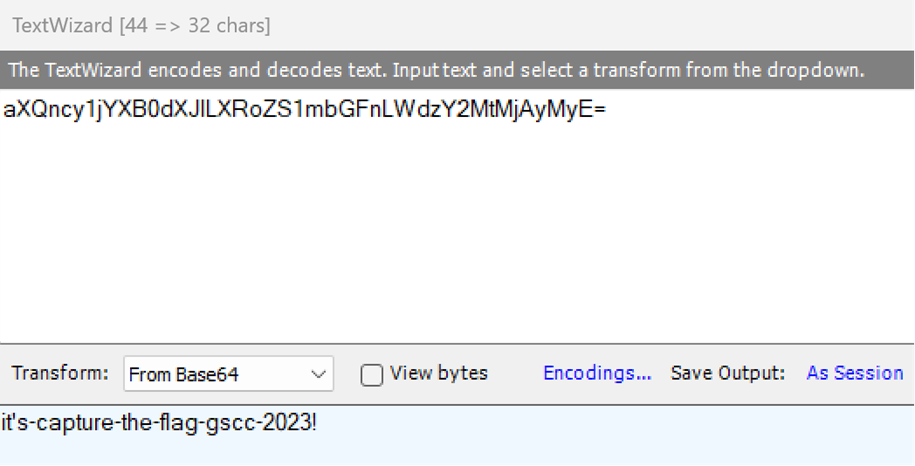 TextWizard [44 => 32 chars]
The TextWizard encodes and decodes text. Input text and select a transform from the dropdown.
aXQncy1jYXB0dXJlLXRoZS1mbGFnLWdzY2MtMjAyMyE=
Transform: From Base64 View bytes Encodings... Save Output: As Session
it's-capture-the-flag-gscc-2023!